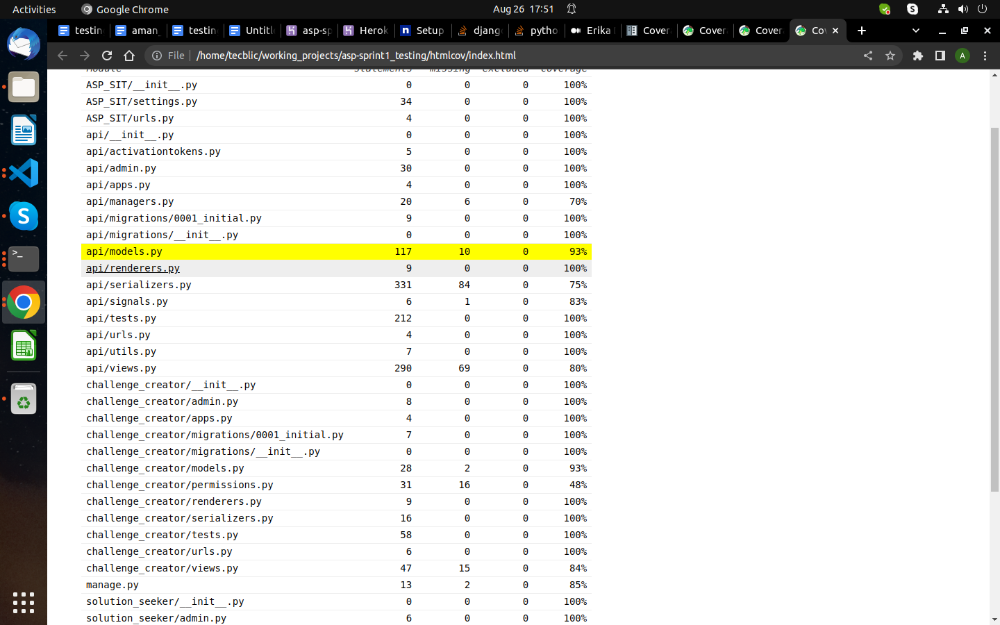 Activities
Google Chrome
Aug 26 17:51
testin
aman_
testin
Untitl
asp-sp
Herok
Setup
djang
pytho
Erika
Cover
Cover
Cover
Cov
File
/home/tecblic/working_projects/asp-sprint1_testing/htmlcov/index.html
A
Module statements missing excluded coverage
ASP_SIT/__init__.py 0 0 0 100%
ASP_SIT/settings.py 34 0 0 100%
ASP_SIT/urls.py 4 0 0 100%
api/__init__.py 0 0 0 100%
api/activationtokens.py 5 0 0 100%
api/admin.py 30 0 0 100%
api/apps.py 4 0 0 100%
api/managers.py 20 6 0 70%
api/migrations/0001_initial.py 9 0 0 100%
api/migrations/__init__.py 0 0 0 100%
api/models.py 117 10 0 93%
api/renderers.py 9 0 0 100%
api/serializers.py 331 84 0 75%
api/signals.py 6 1 0 83%
api/tests.py 212 0 0 100%
api/urls.py 4 0 0 100%
api/utils.py 7 0 0 100%
api/views.py 290 69 0 80%
challenge_creator/__init__.py 0 0 0 100%
challenge_creator/admin.py 8 0 0 100%
challenge_creator/apps.py 4 0 0 100%
challenge_creator/migrations/0001_initial.py 7 0 0 100%
challenge_creator/migrations/__init__.py 0 0 0 100%
challenge_creator/models.py 28 2 0 93%
challenge_creator/permissions.py 31 16 0 48%
challenge_creator/renderers.py 9 0 0 100%
challenge_creator/serializers.py 16 0 0 100%
challenge_creator/tests.py 58 0 0 100%
challenge_creator/urls.py 6 0 0 100%
challenge_creator/views.py 47 15 0 84%
manage.py 13 2 0 85%
solution_seeker/__init__.py 0 0 0 100%
solution_seeker/admin.py 6 0 0 100%